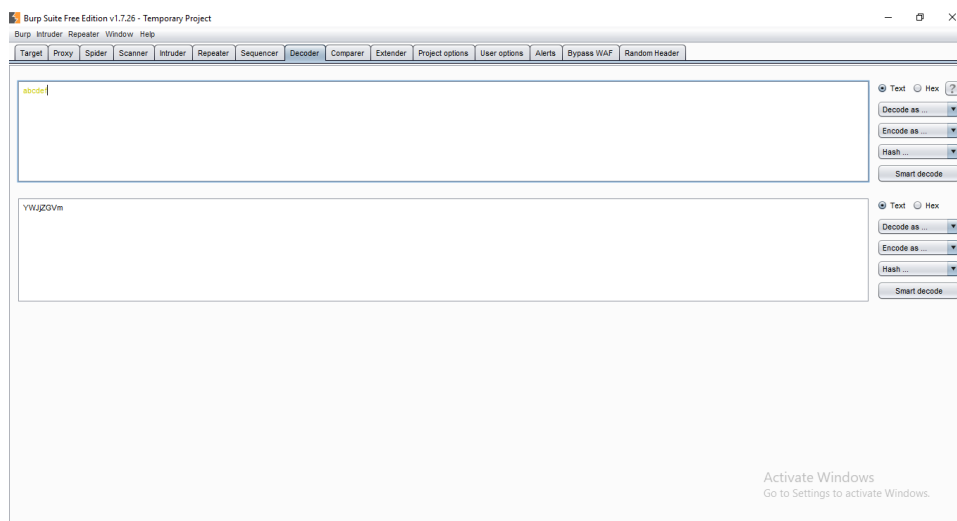 Burp Suite Free Edition v1.7.26 - Temporary Project
Burp Intruder Repeater Window Help
Target Proxy Spider Scanner Intruder Repeater Sequencer Decoder Comparer Extender Project options User options Alerts Bypass WAF Random Header
abcdef
Text Hex ?
Decode as ...
Encode as ...
Hash ...
Smart decode
YWJjZGVm
Text Hex
Decode as ...
Encode as ...
Hash ...
Smart decode
Activate Windows
Go to Settings to activate Windows.